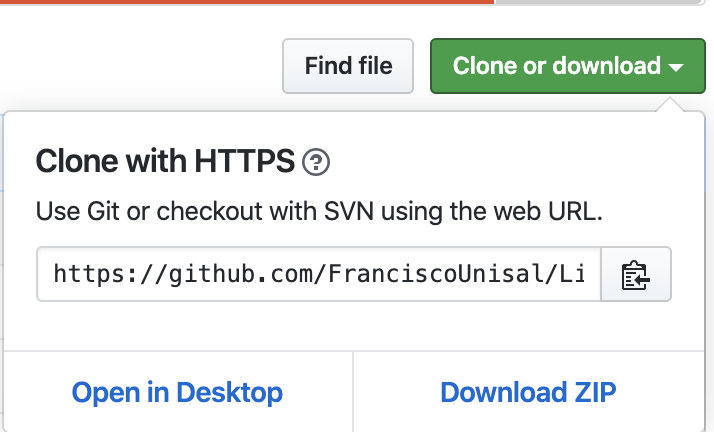 Find file
Clone or download
Clone with HTTPS ?
Use Git or checkout with SVN using the web URL.
https://github.com/FranciscoUnisal/Li
Open in Desktop
Download ZIP